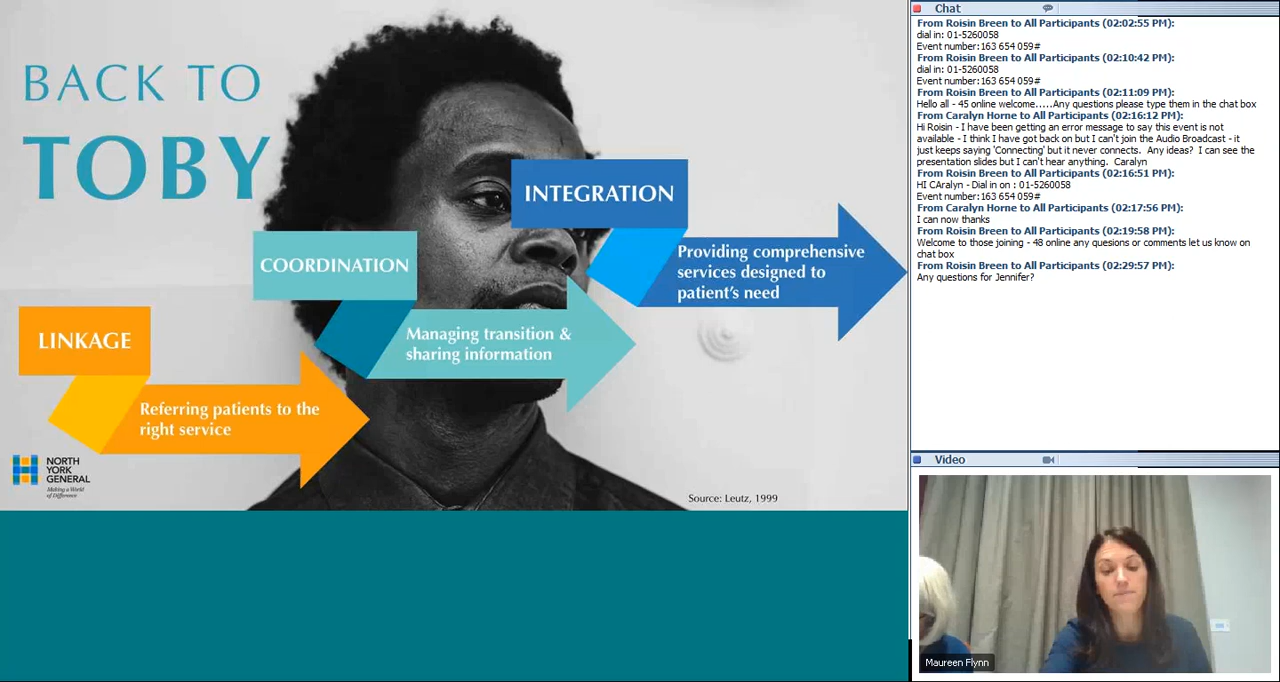 BACK TO
TOBY
INTEGRATION
Providing comprehensive
services designed to
patient's need
COORDINATION
Managing transition &
sharing information
LINKAGE
Referring patients to the
right service
NORTH
YORK
GENERAL
Making a World
of Difference
Source: Leutz, 1999
Chat
From Roisin Breen to All Participants (02:02:55 PM):
dial in: 01-5260058
Event number:163 654 059#
From Roisin Breen to All Participants (02:10:42 PM):
dial in: 01-5260058
Event number:163 654 059#
From Roisin Breen to All Participants (02:11:09 PM):
Hello all - 45 online welcome.....Any questions please type them in the chat box
From Caralyn Horne to All Participants (02:16:12 PM):
Hi Roisin - I have been getting an error message to say this event is not
available - I think I have got back on but I can't join the Audio Broadcast - it
just keeps saying 'Connecting' but it never connects.  Any ideas?  I can see the
presentation slides but I can't hear anything.  Caralyn
From Roisin Breen to All Participants (02:16:51 PM):
HI CAralyn - Dial in on : 01-5260058
Event number:163 654 059#
From Caralyn Horne to All Participants (02:17:56 PM):
I can now thanks
From Roisin Breen to All Participants (02:19:58 PM):
Welcome to those joining - 48 online any quesions or comments let us know on
chat box
From Roisin Breen to All Participants (02:29:57 PM):
Any questions for Jennifer?
Video
Maureen Flynn